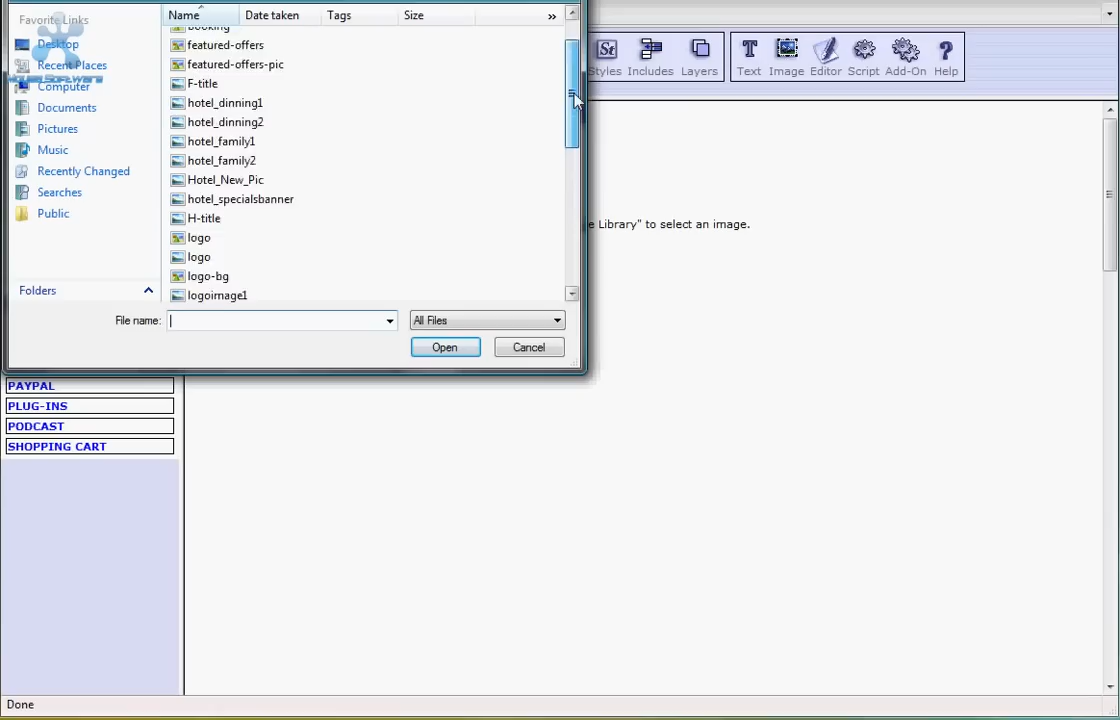 Favorite Links
Name
Date taken
Tags
Size
»
Desktop
Recent Places
Computer
Documents
Pictures
Music
Recently Changed
Searches
Public
Folders
booking
featured-offers
featured-offers-pic
F-title
hotel_dinning1
hotel_dinning2
hotel_family1
hotel_family2
Hotel_New_Pic
hotel_specialsbanner
H-title
logo
logo
logo-bg
logoimage1
File name:
All Files
Open
Cancel
St
Styles
Includes
Layers
Text
Image
Editor
Script
Add-On
Help
e Library" to select an image.
PAYPAL
PLUG-INS
PODCAST
SHOPPING CART
Done